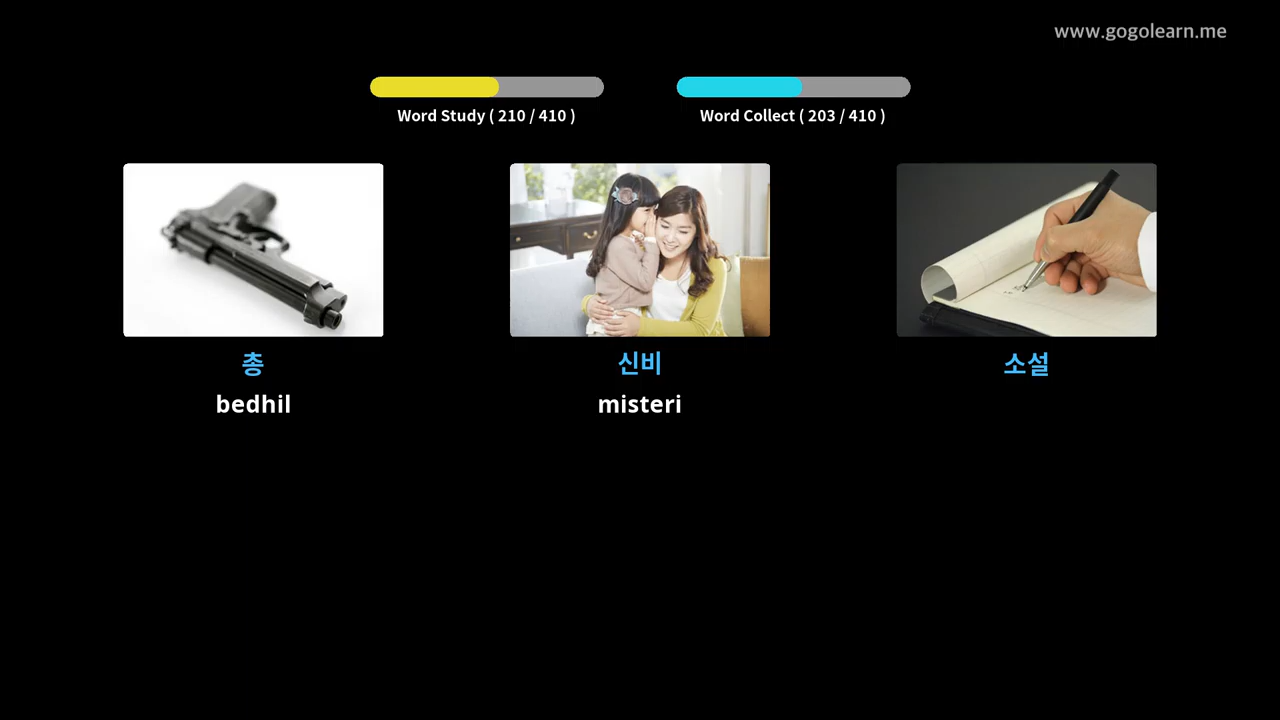 www.gogolearn.me
Word Study ( 210 / 410 )
Word Collect ( 203 / 410 )
총
신비
소설
bedhil
misteri